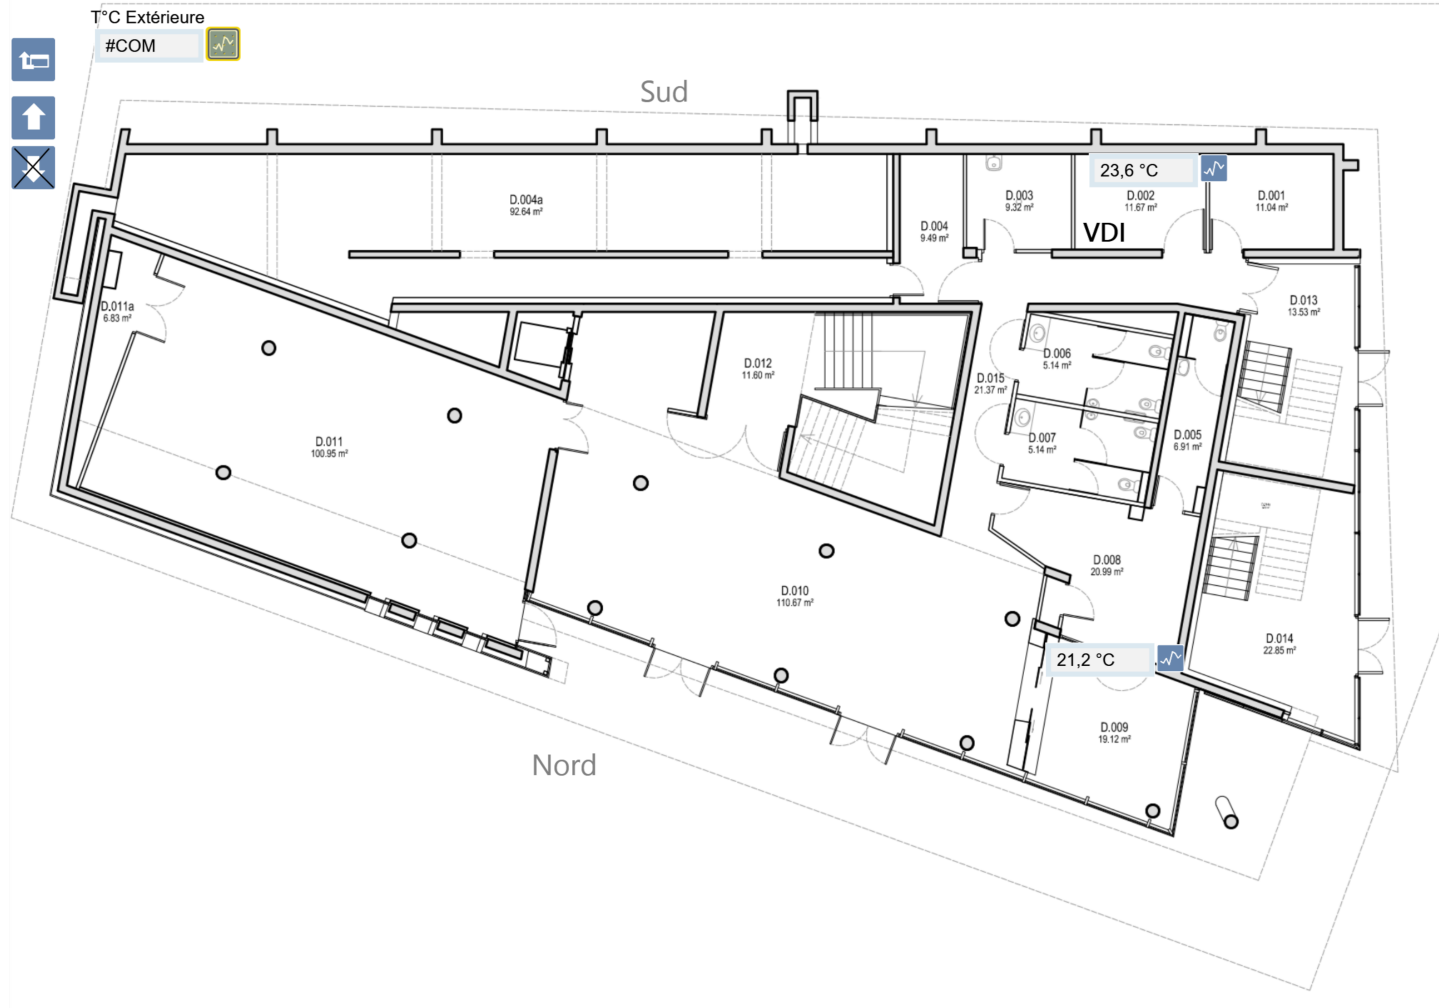 T°C Extérieure
#COM
Sud
23,6 °C
D.004a
92.64 m²
D.003
9.32 m²
D.002
11.67 m²
D.001
11.04 m²
D.004
9.49 m²
VDI
D.011a
6.83 m²
D.013
13.53 m²
D.012
11.60 m²
D.006
5.14 m²
D.015
21.37 m²
D.011
100.95 m²
D.007
5.14 m²
D.005
6.91 m²
D.008
20.99 m²
D.010
110.67 m²
D.014
22.85 m²
21,2 °C
D.009
19.12 m²
Nord